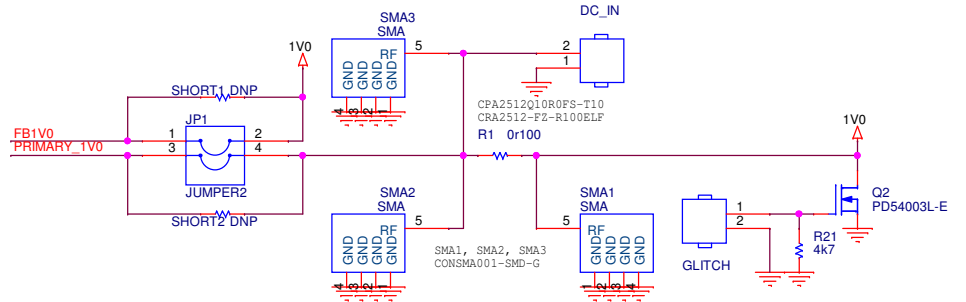 DC_IN
SMA3
SMA
RF
GND
GND
GND
GND
5
4
3
2
1
2
1
1V0
SHORT1 DNP
CPA2512Q10R0FS-T10
CRA2512-FZ-R100ELF
R1 0r100
1V0
JP1
FB1V0
1
2
PRIMARY_1V0
3
4
JUMPER2
SHORT2 DNP
SMA2
SMA
RF
GND
GND
GND
GND
5
4
3
2
1
SMA1, SMA2, SMA3
CONSMA001-SMD-G
SMA1
SMA
5
RF
GND
GND
GND
GND
1
2
3
4
1
2
GLITCH
R21
4k7
Q2
PD54003L-E